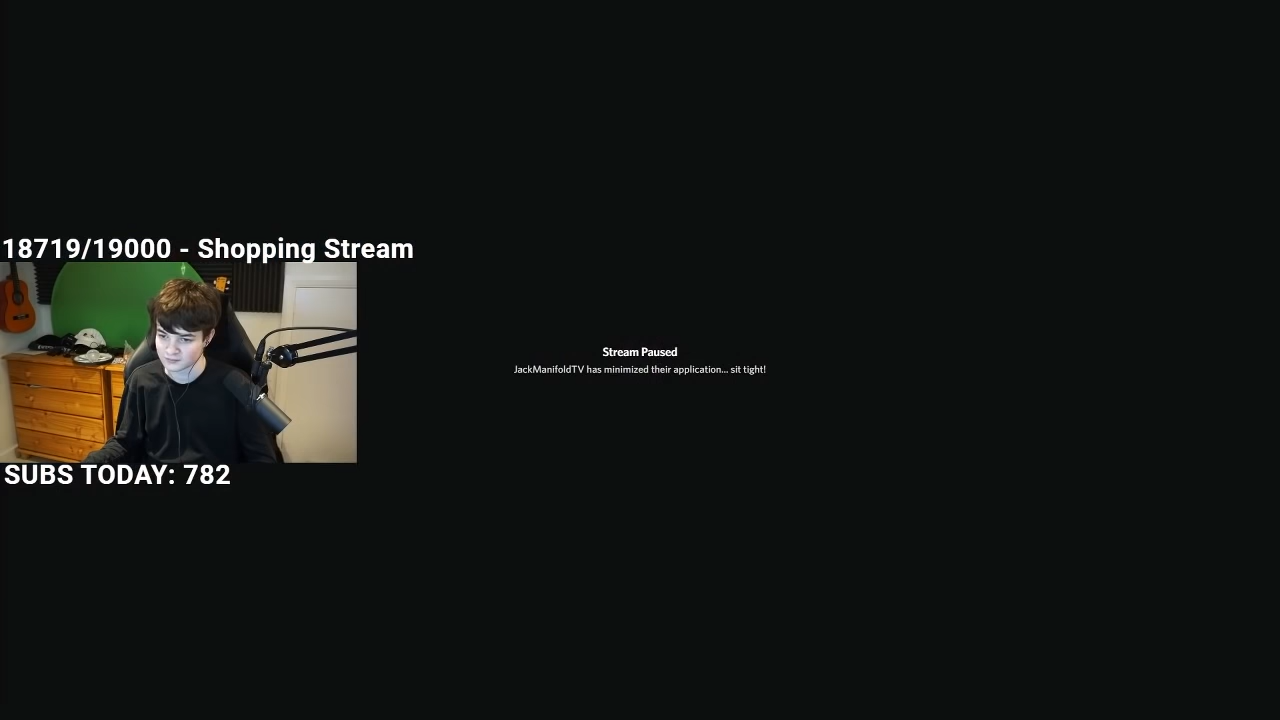 18719/19000 - Shopping Stream
Stream Paused
JackManifoldTV has minimized their application... sit tight!
SUBS TODAY: 782